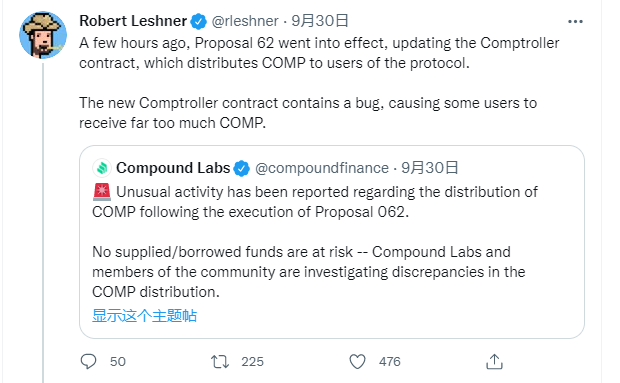 Robert Leshner @rleshner · 9月30日
A few hours ago, Proposal 62 went into effect, updating the Comptroller
contract, which distributes COMP to users of the protocol.
The new Comptroller contract contains a bug, causing some users to
receive far too much COMP.
Compound Labs @compoundfinance · 9月30日
🚨 Unusual activity has been reported regarding the distribution of
COMP following the execution of Proposal 062.
No supplied/borrowed funds are at risk -- Compound Labs and
members of the community are investigating discrepancies in the
COMP distribution.
显示这个主题帖
50 225 476